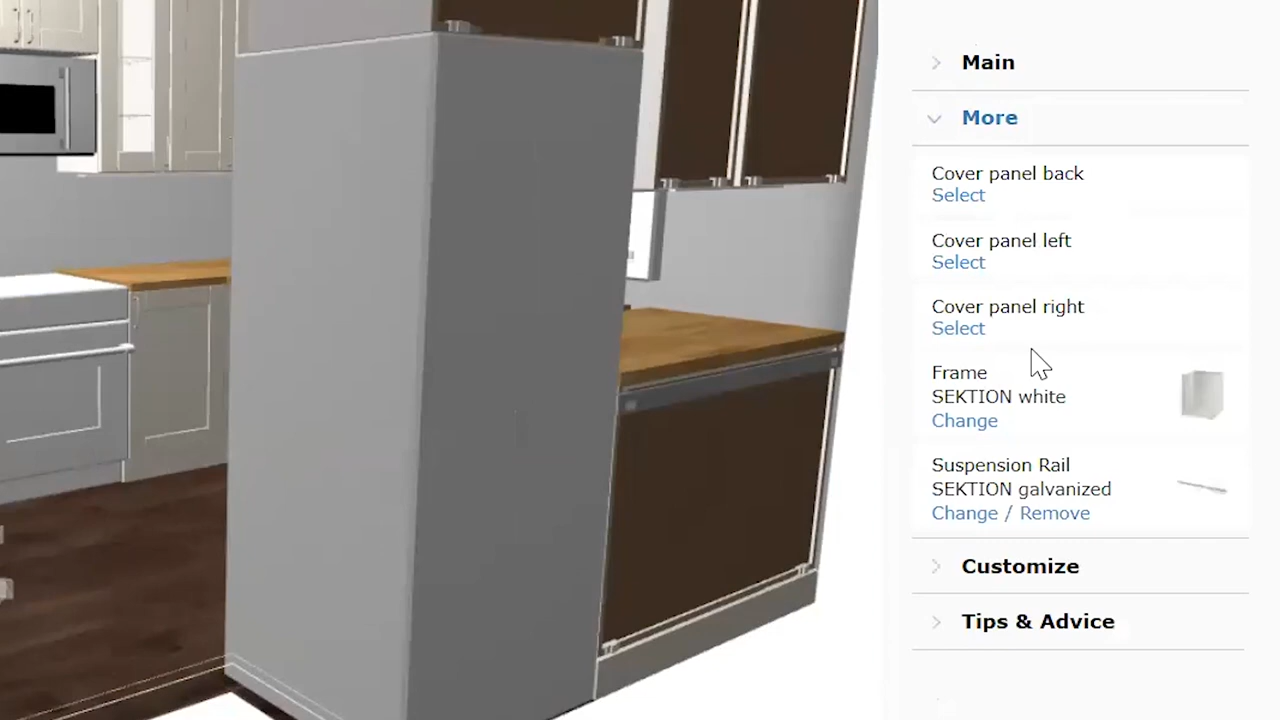 Main
More
Cover panel back
Select
Cover panel left
Select
Cover panel right
Select
Frame
SEKTION white
Change
Suspension Rail
SEKTION galvanized
Change / Remove
Customize
Tips & Advice